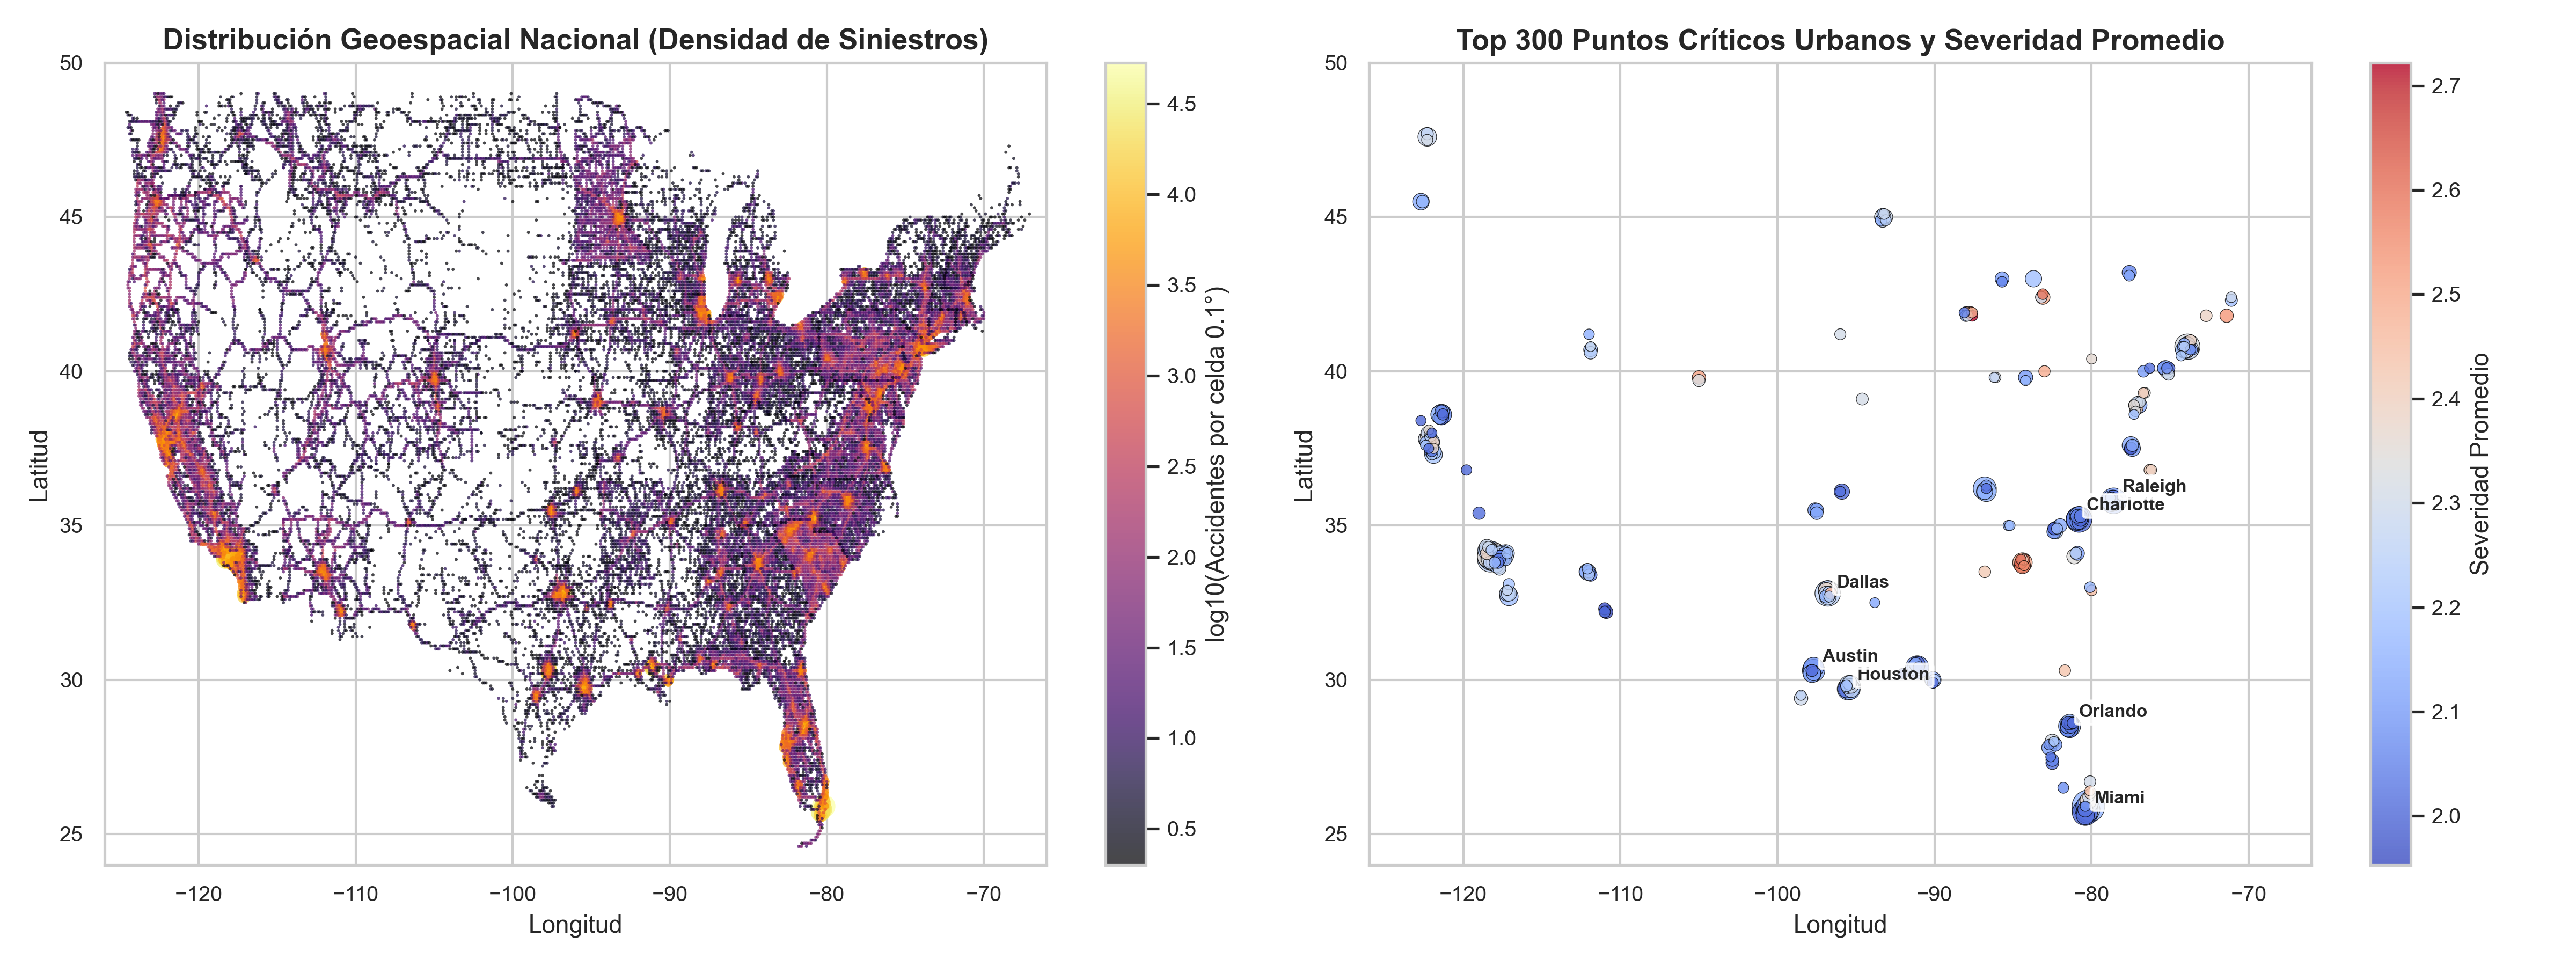 Distribución Geoespacial Nacional (Densidad de Siniestros)
50
45
40
35
30
25
Latitud
−120
−110
−100
−90
−80
−70
Longitud
4.5
4.0
3.5
3.0
2.5
2.0
1.5
1.0
0.5
log10(Accidentes por celda 0.1°)
Top 300 Puntos Críticos Urbanos y Severidad Promedio
50
45
40
35
30
25
Latitud
Raleigh
Charlotte
Dallas
Austin
Houston
Orlando
Miami
−120
−110
−100
−90
−80
−70
Longitud
2.7
2.6
2.5
2.4
2.3
2.2
2.1
2.0
Severidad Promedio